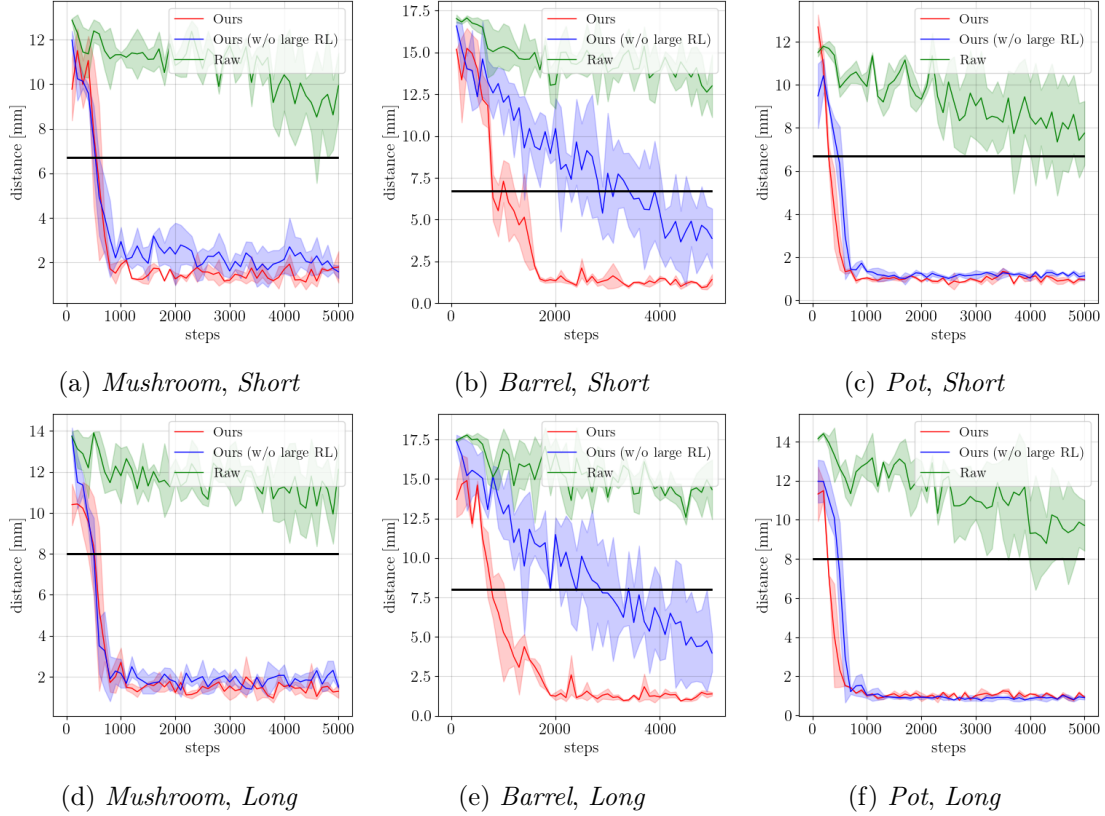 Ours
Ours (w/o large RL)
Raw
distance [mm]
12
10
8
6
4
2
0
1000
2000
3000
4000
5000
steps
(a) Mushroom, Short
Ours
Ours (w/o large RL)
Raw
distance [mm]
17.5
15.0
12.5
10.0
7.5
5.0
2.5
0.0
0
2000
4000
steps
(b) Barrel, Short
Ours
Ours (w/o large RL)
Raw
distance [mm]
12
10
8
6
4
2
0
0
1000
2000
3000
4000
5000
steps
(c) Pot, Short
Ours
Ours (w/o large RL)
Raw
distance [mm]
14
12
10
8
6
4
2
0
1000
2000
3000
4000
5000
steps
(d) Mushroom, Long
Ours
Ours (w/o large RL)
Raw
distance [mm]
17.5
15.0
12.5
10.0
7.5
5.0
2.5
0.0
0
2000
4000
steps
(e) Barrel, Long
Ours
Ours (w/o large RL)
Raw
distance [mm]
14
12
10
8
6
4
2
0
0
1000
2000
3000
4000
5000
steps
(f) Pot, Long